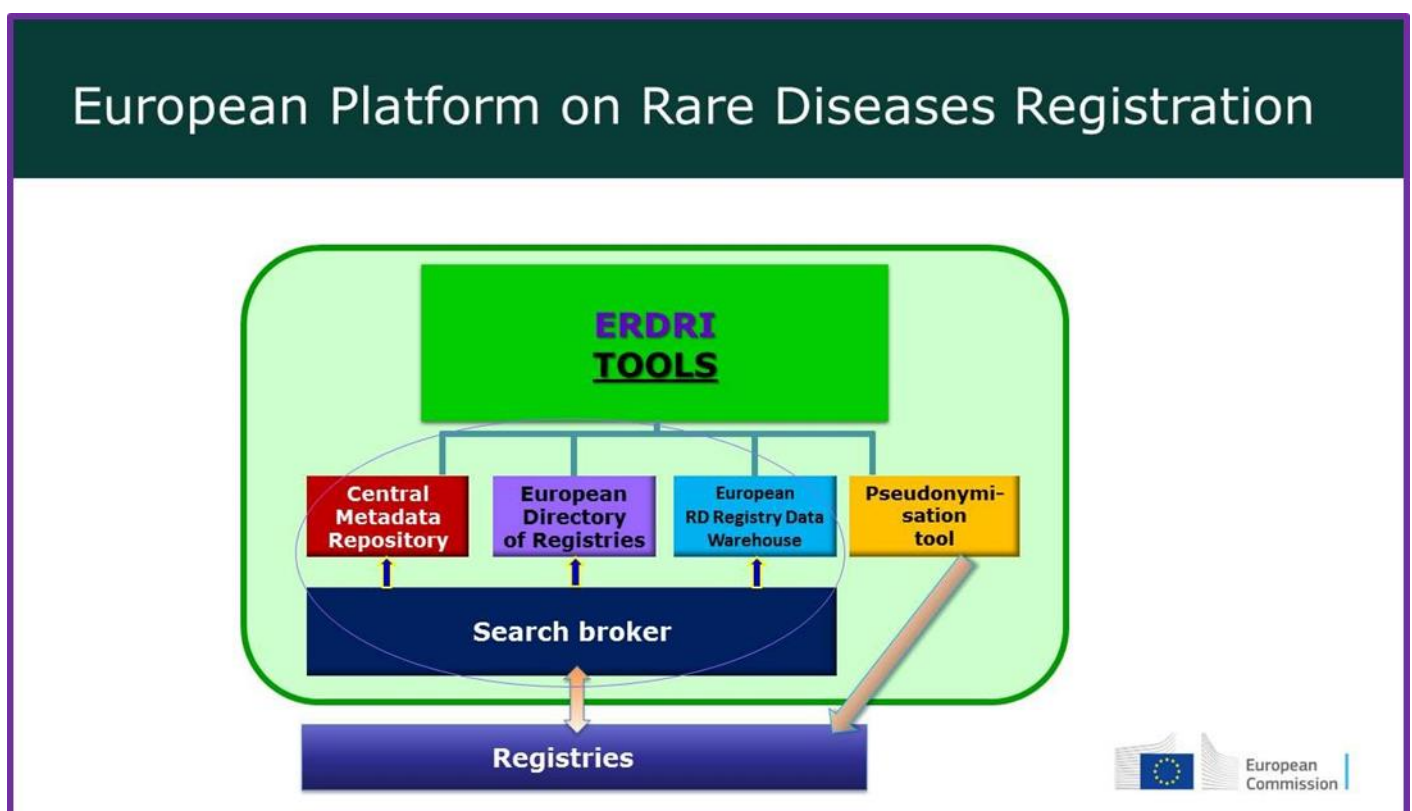 European Platform on Rare Diseases Registration
ERDRI
TOOLS
Central
Metadata
Repository
European
Directory
of Registries
European
RD Registry Data
Warehouse
Pseudonymi-
sation
tool
Search broker
Registries
European
Commission